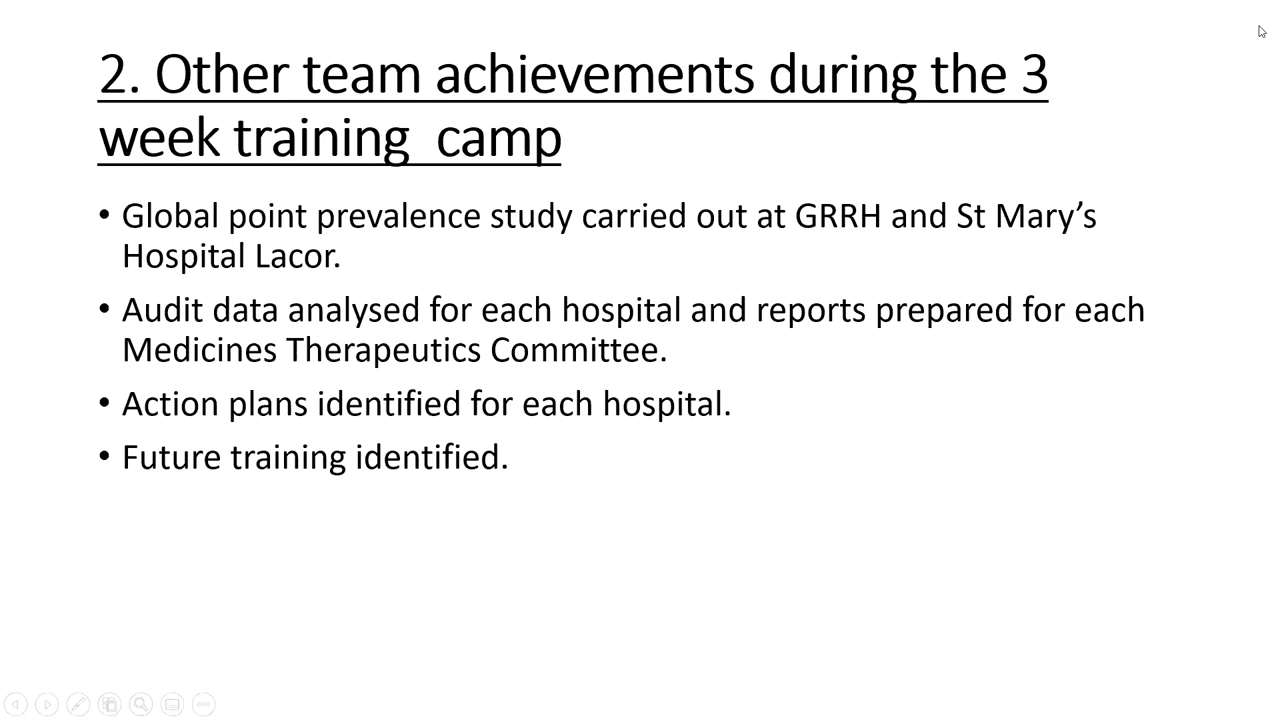 2. Other team achievements during the 3
week training  camp
• Global point prevalence study carried out at GRRH and St Mary’s
Hospital Lacor.
• Audit data analysed for each hospital and reports prepared for each
Medicines Therapeutics Committee.
• Action plans identified for each hospital.
• Future training identified.